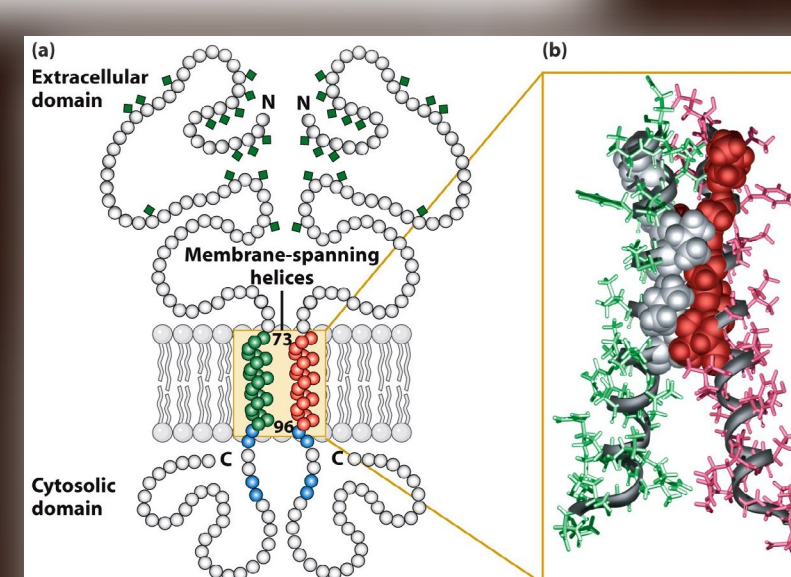 (a)
Extracellular
domain
N N
Membrane-spanning
helices
73
96
C C
Cytosolic
domain
(b)